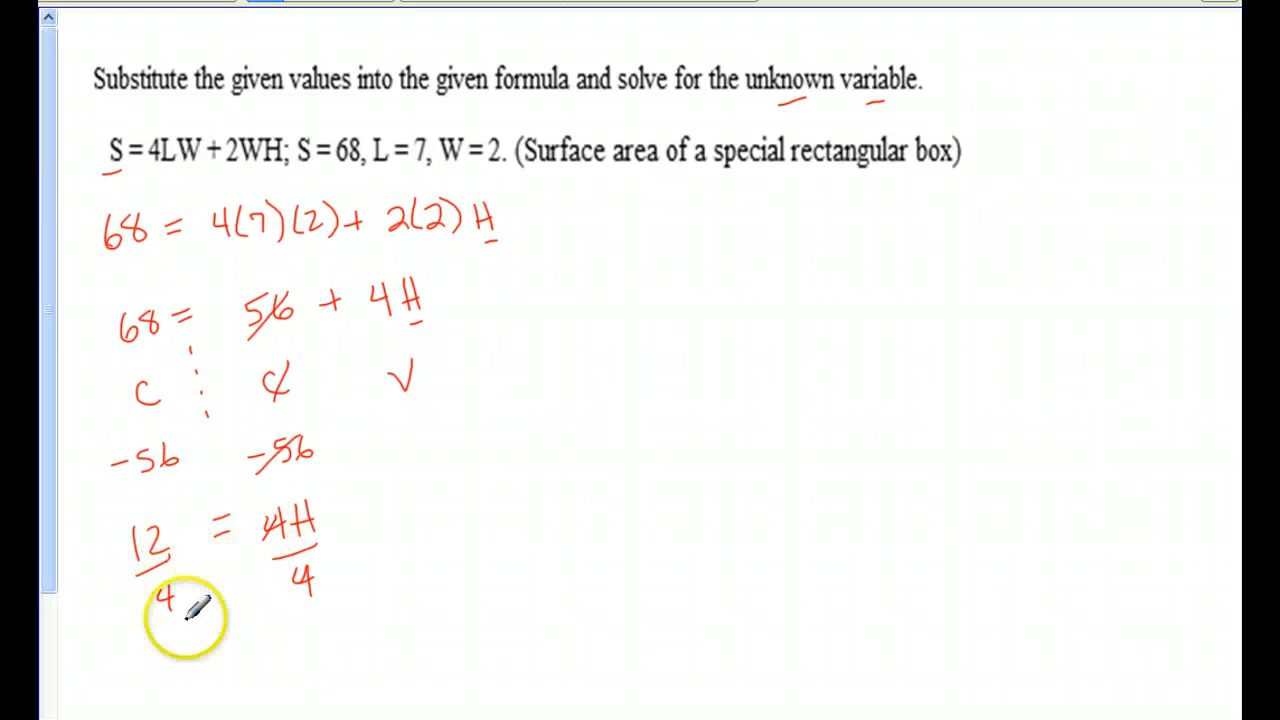 Substitute the given values into the given formula and solve for the unknown variable.
S = 4LW + 2WH; S = 68, L = 7, W = 2. (Surface area of a special rectangular box)
68 = 4(7)(2) + 2(2) H
68 = 56 + 4H
C C V
-56 -56
12 = 4H
4 4